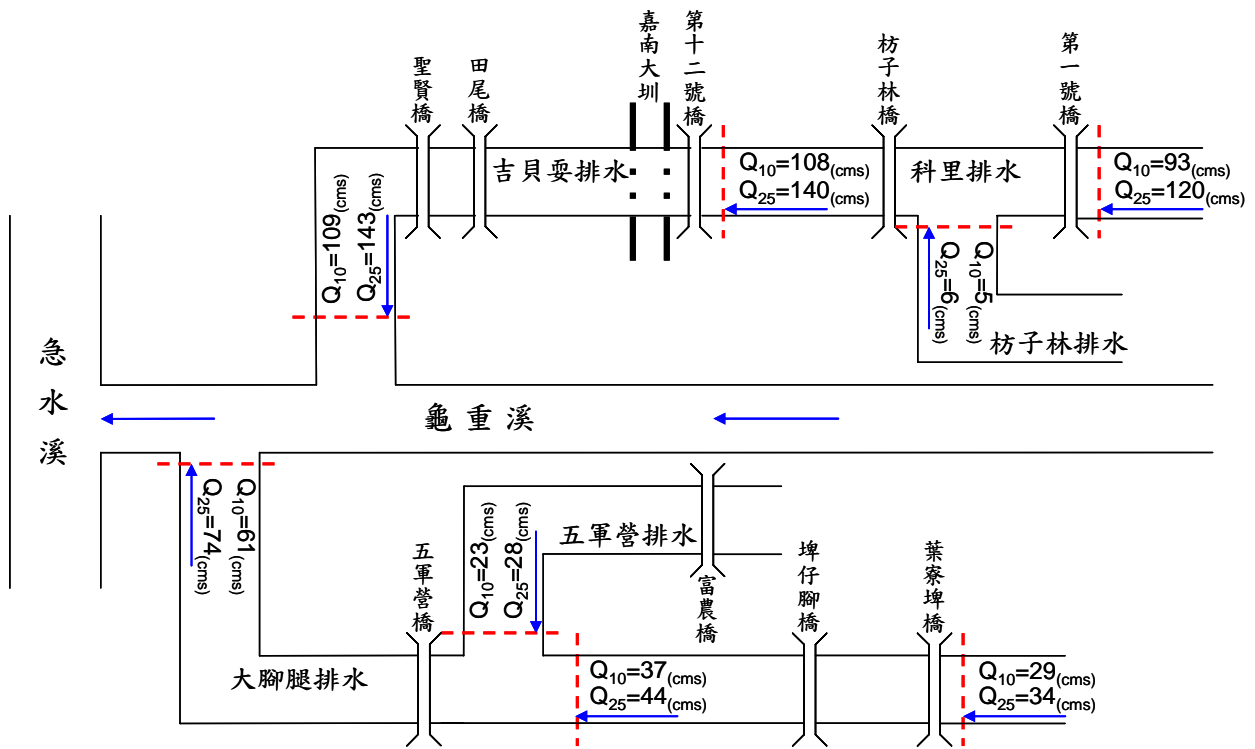 聖賢橋
田尾橋
嘉南大圳
第十二號橋
枋子林橋
第一號橋
吉貝耍排水
Q10=108(cms)
Q25=140(cms)
科里排水
Q10=93(cms)
Q25=120(cms)
Q10=109(cms)
Q25=143(cms)
Q10=5(cms)
Q25=6(cms)
枋子林排水
急水溪
龜重溪
Q10=61(cms)
Q25=74(cms)
五軍營橋
Q10=23(cms)
Q25=28(cms)
五軍營排水
富農橋
埤仔腳橋
葉寮埤橋
大腳腿排水
Q10=37(cms)
Q25=44(cms)
Q10=29(cms)
Q25=34(cms)